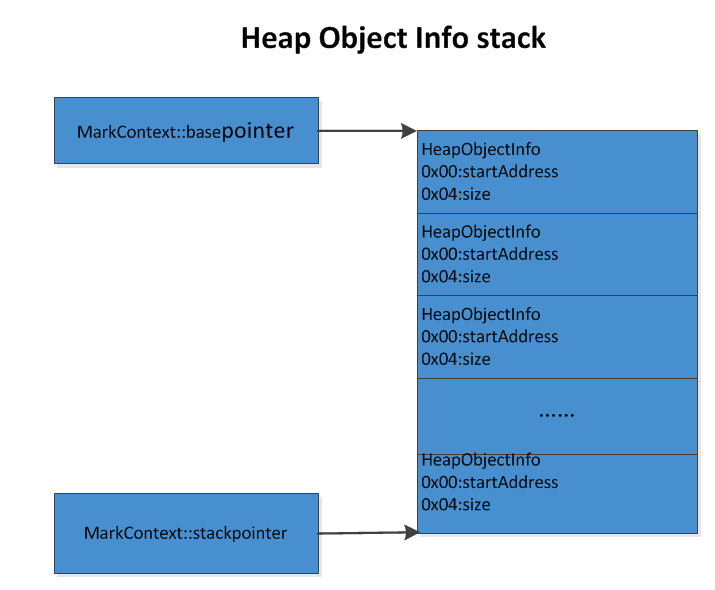 Heap Object Info stack
MarkContext::basepointer
HeapObjectInfo
0x00:startAddress
0x04:size
HeapObjectInfo
0x00:startAddress
0x04:size
HeapObjectInfo
0x00:startAddress
0x04:size
......
HeapObjectInfo
0x00:startAddress
0x04:size
MarkContext::stackpointer